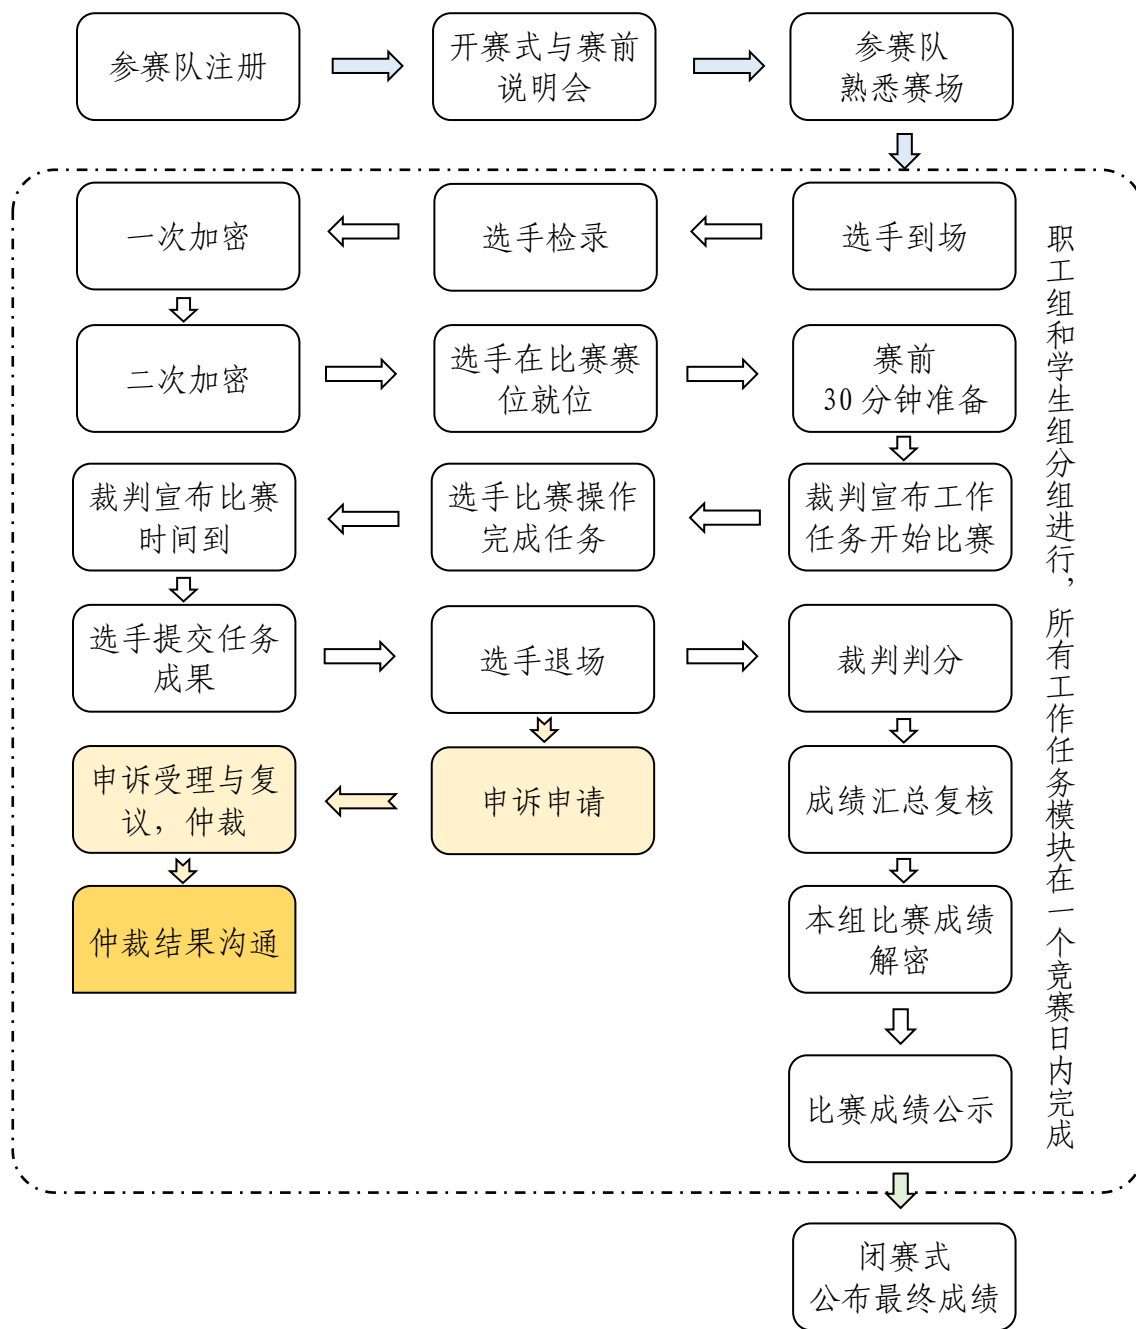 参赛队注册
开赛式与赛前
说明会
参赛队
熟悉赛场
选手到场
选手检录
一次加密
二次加密
选手在比赛赛
位就位
赛前
30分钟准备
裁判宣布工作
任务开始比赛
选手比赛操作
完成任务
裁判宣布比赛
时间到
选手提交任务
成果
选手退场
裁判判分
申诉申请
申诉受理与复
议，仲裁
仲裁结果沟通
成绩汇总复核
本组比赛成绩
解密
比赛成绩公示
职工组和学生组分组进行，所有工作任务模块在一个竞赛日内完成
闭赛式
公布最终成绩